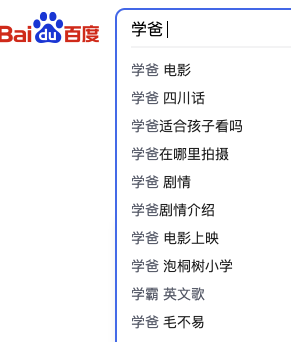 Bai du 百度
学爸
学爸 电影
学爸 四川话
学爸适合孩子看吗
学爸在哪里拍摄
学爸 剧情
学爸剧情介绍
学爸 电影上映
学爸 泡桐树小学
学霸 英文歌
学爸 毛不易